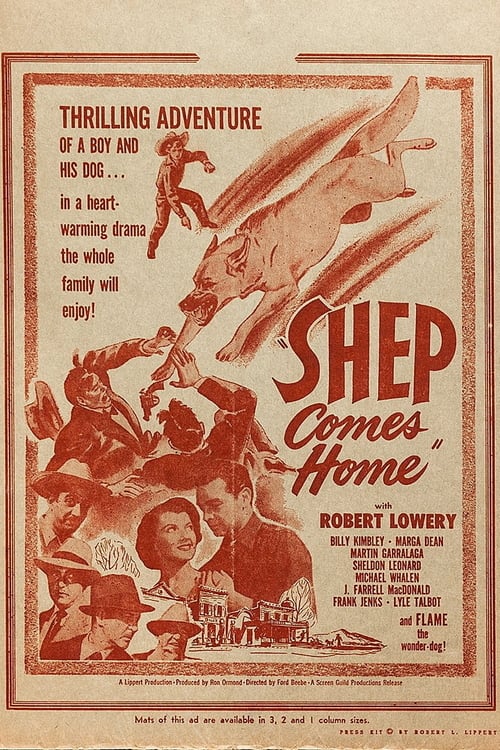 THRILLING ADVENTURE
OF A BOY AND
HIS DOG...
in a heart-
warming drama
the whole
family will
enjoy!
"SHEP
Comes
Home"
with
ROBERT LOWERY
BILLY KIMBLEY • MARGA DEAN
MARTIN GARRALAGA
SHELDON LEONARD
MICHAEL WHALEN
J. FARRELL MacDONALD
FRANK JENKS • LYLE TALBOT
and FLAME
the
wonder-dog!
A Lippert Production • Produced by Ron Ormond • Directed by Ford Beebe • A Screen Guild Productions Release
Mats of this ad are available in 3, 2 and 1 column sizes.
PRESS KIT © BY ROBERT L. LIPPERT